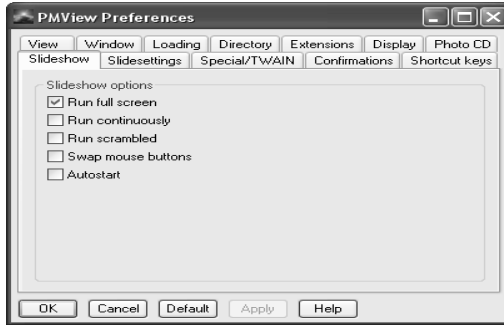 PMView Preferences
View Window Loading Directory Extensions Display Photo CD
Slideshow Slidesettings Special/TWAIN Confirmations Shortcut keys
Slideshow options
Run full screen
Run continuously
Run scrambled
Swap mouse buttons
Autostart
OK Cancel Default Apply Help